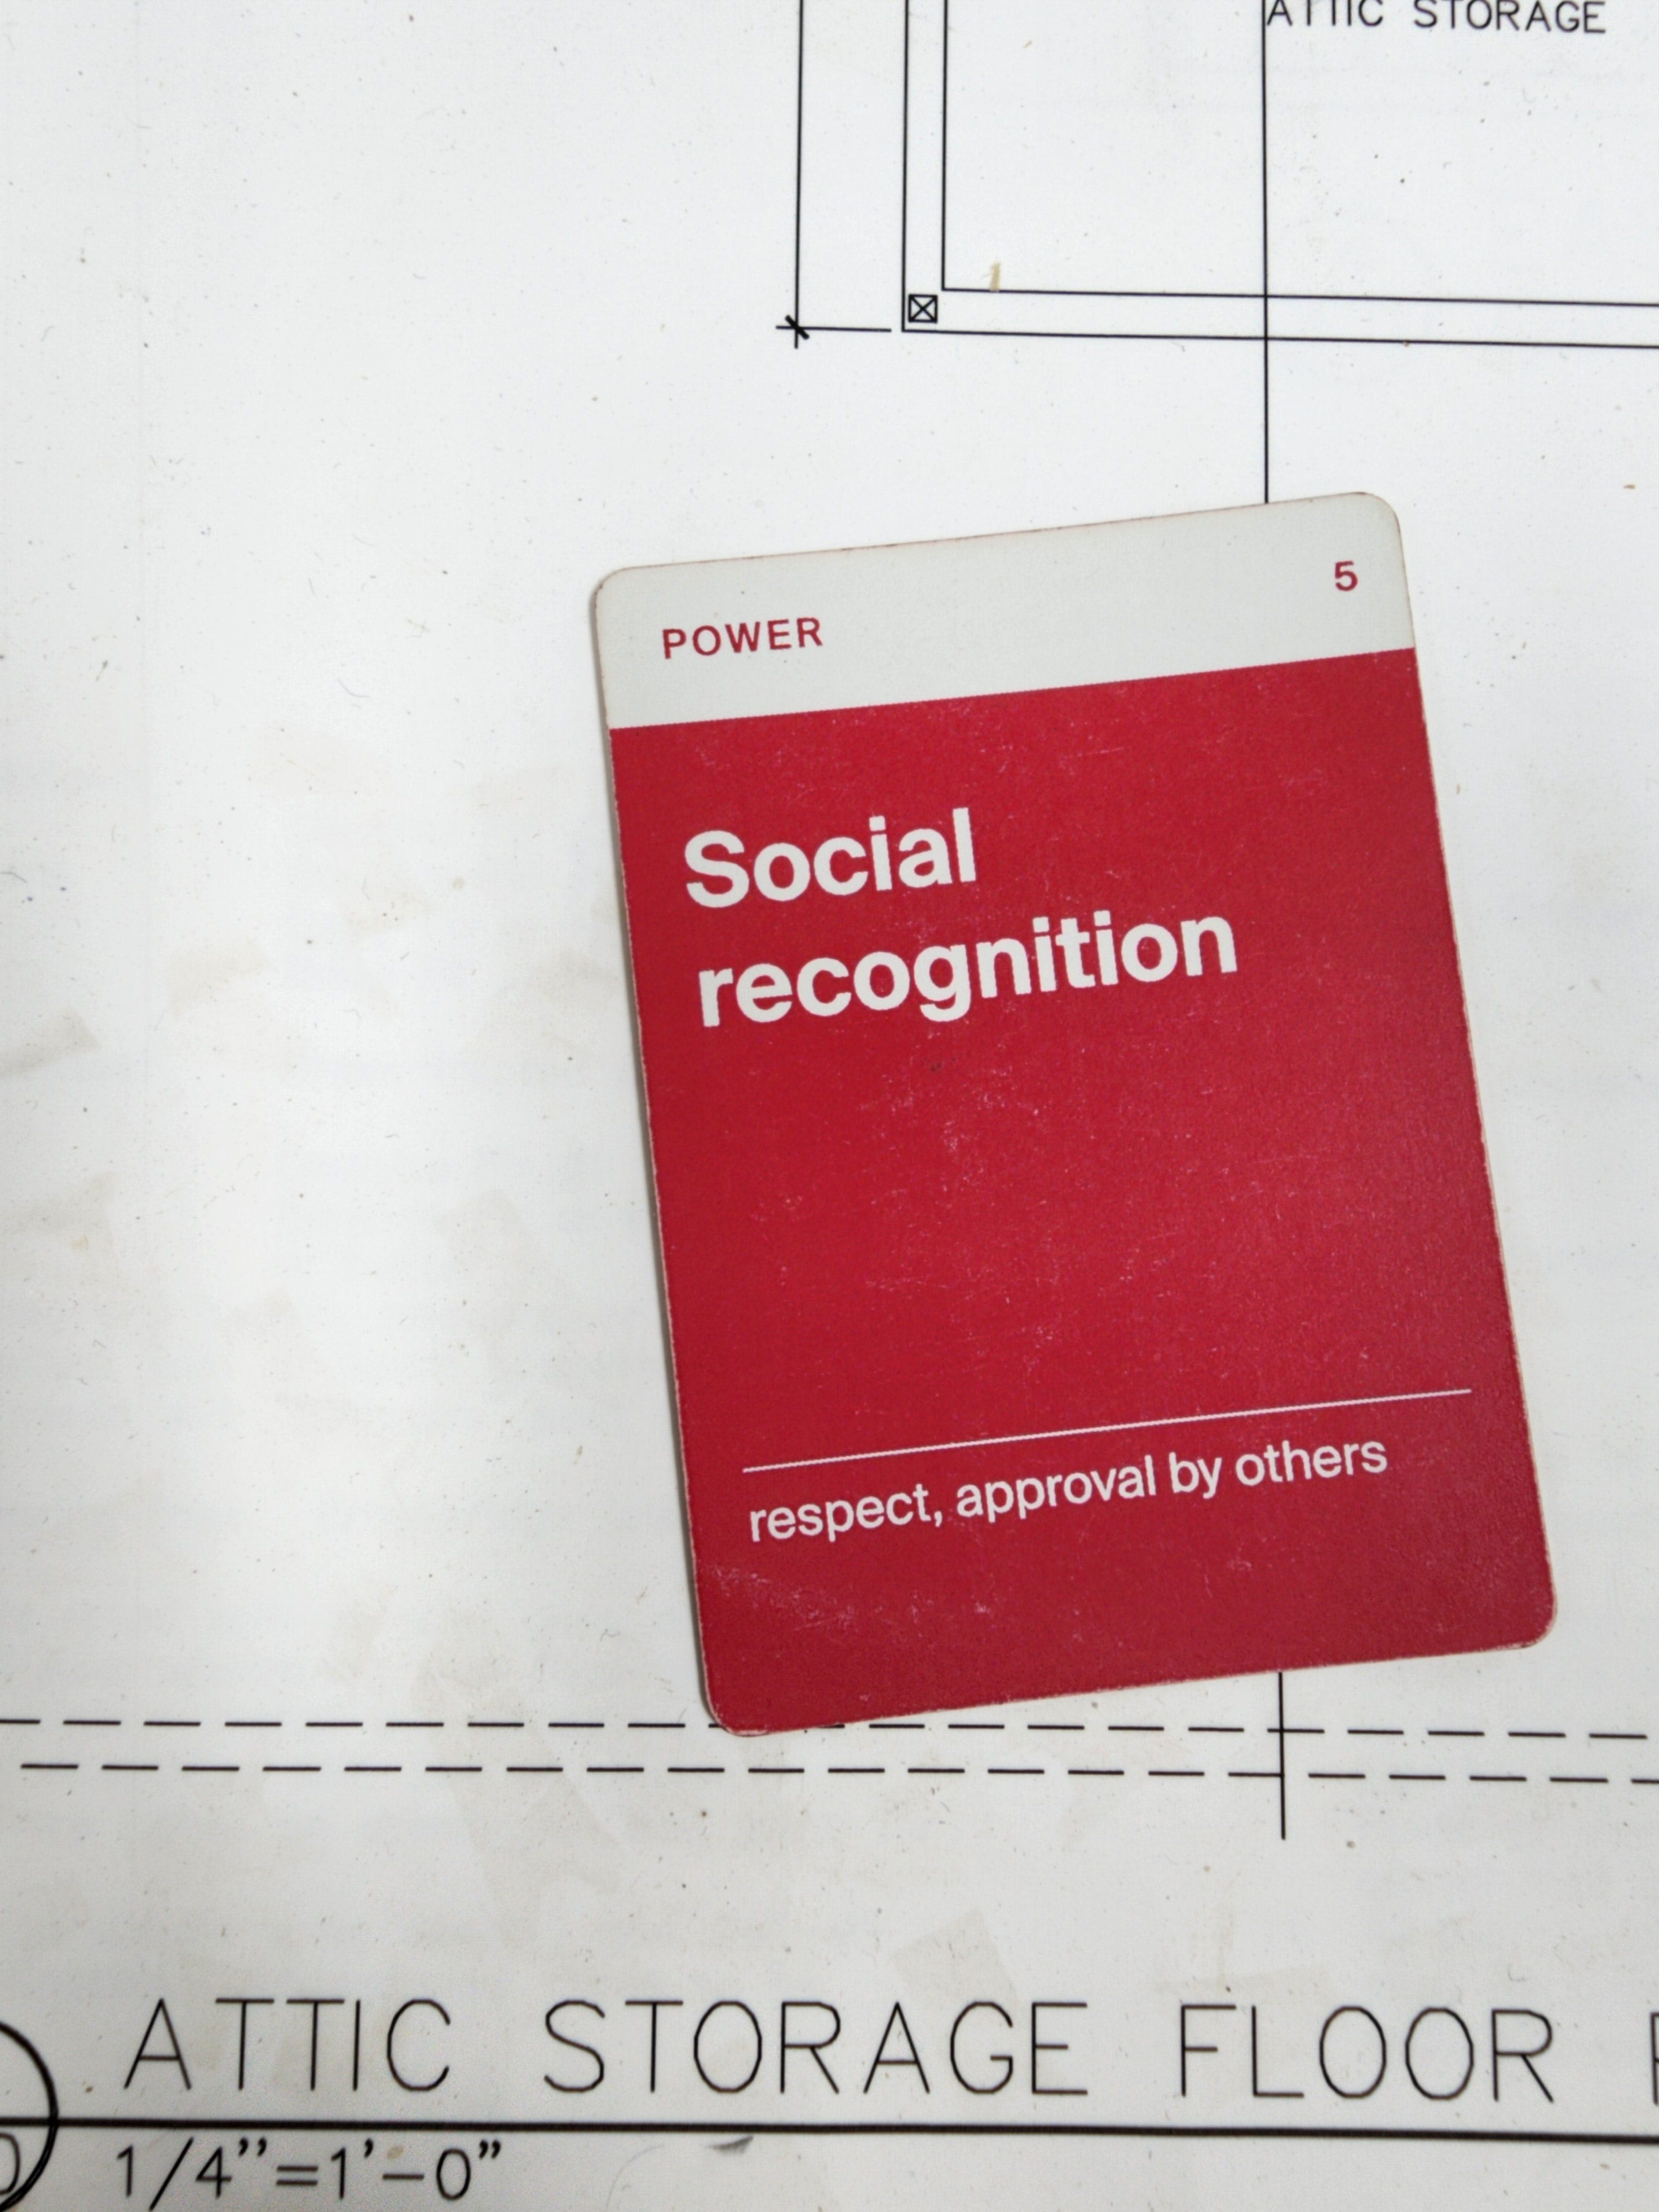 ATTIC STORAGE
POWER
5
Social
recognition
respect, approval by others
ATTIC STORAGE FLOOR
1/4"=1'-0"